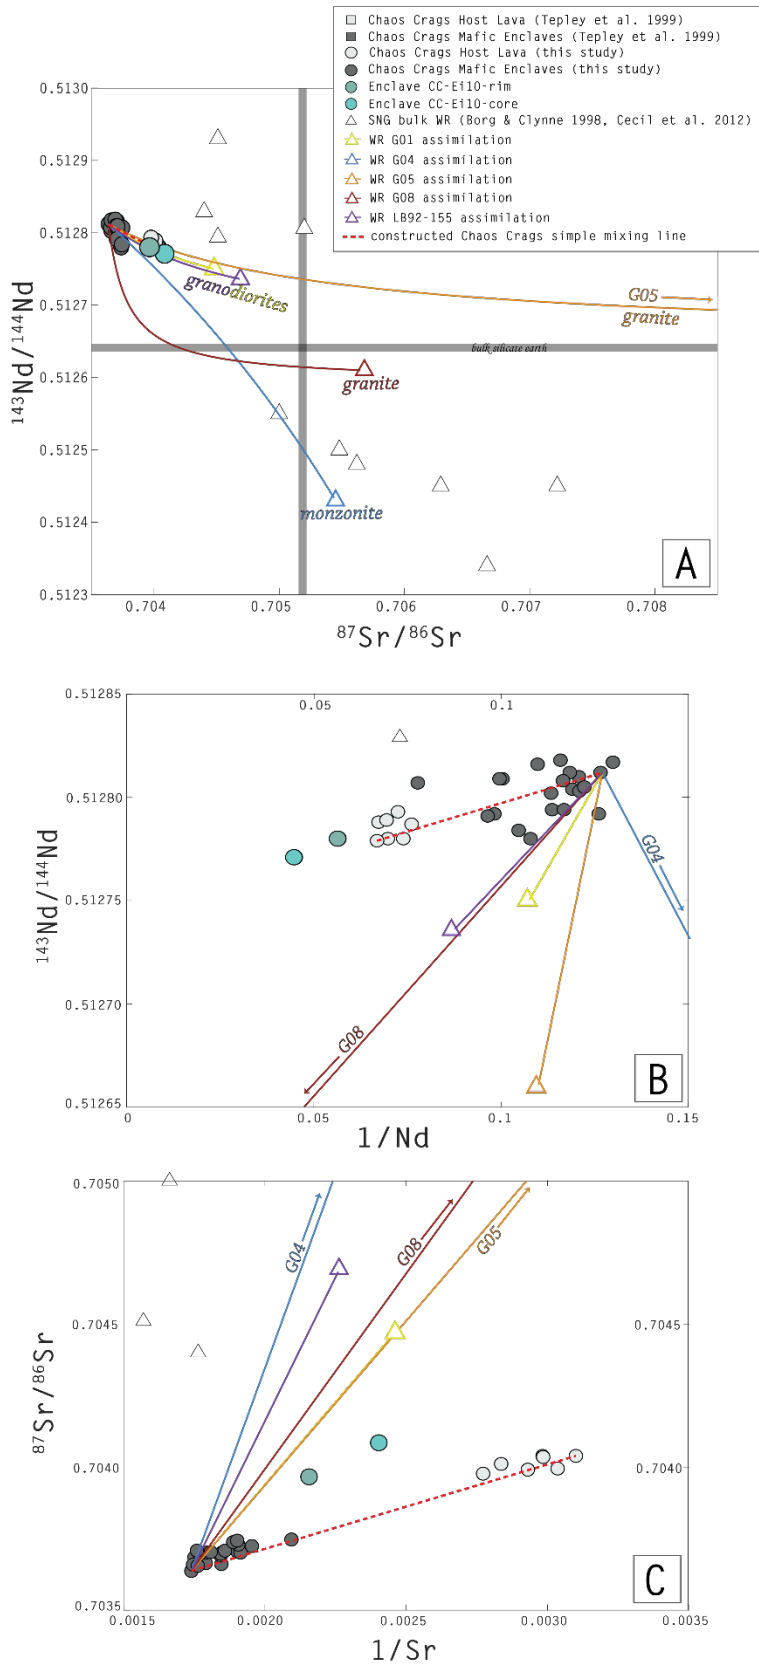 Chaos Crags Host Lava (Tepley et al. 1999)
Chaos Crags Mafic Enclaves (Tepley et al. 1999)
Chaos Crags Host Lava (this study)
Chaos Crags Mafic Enclaves (this study)
Enclave CC-Ei10-rim
Enclave CC-Ei10-core
SNG bulk WR (Borg & Clynne 1998, Cecil et al. 2012)
WR G01 assimilation
WR G04 assimilation
WR G05 assimilation
WR G08 assimilation
WR LB92-155 assimilation
constructed Chaos Crags simple mixing line
0.5130
0.5129
0.5128
0.5127
0.5126
0.5125
0.5124
0.5123
143Nd/144Nd
granodiorites
G05
granite
bulk silicate earth
granite
monzonite
A
0.704
0.705
0.706
0.707
0.708
87Sr/86Sr
0.51285
0.51280
0.51275
0.51270
0.51265
143Nd/144Nd
0.05
0.1
G04
G08
B
0
0.05
0.1
0.15
1/Nd
0.7050
0.7045
0.7040
0.7035
87Sr/86Sr
G04
G08
G05
0.7045
0.7040
C
0.0015
0.0020
0.0025
0.0030
0.0035
1/Sr